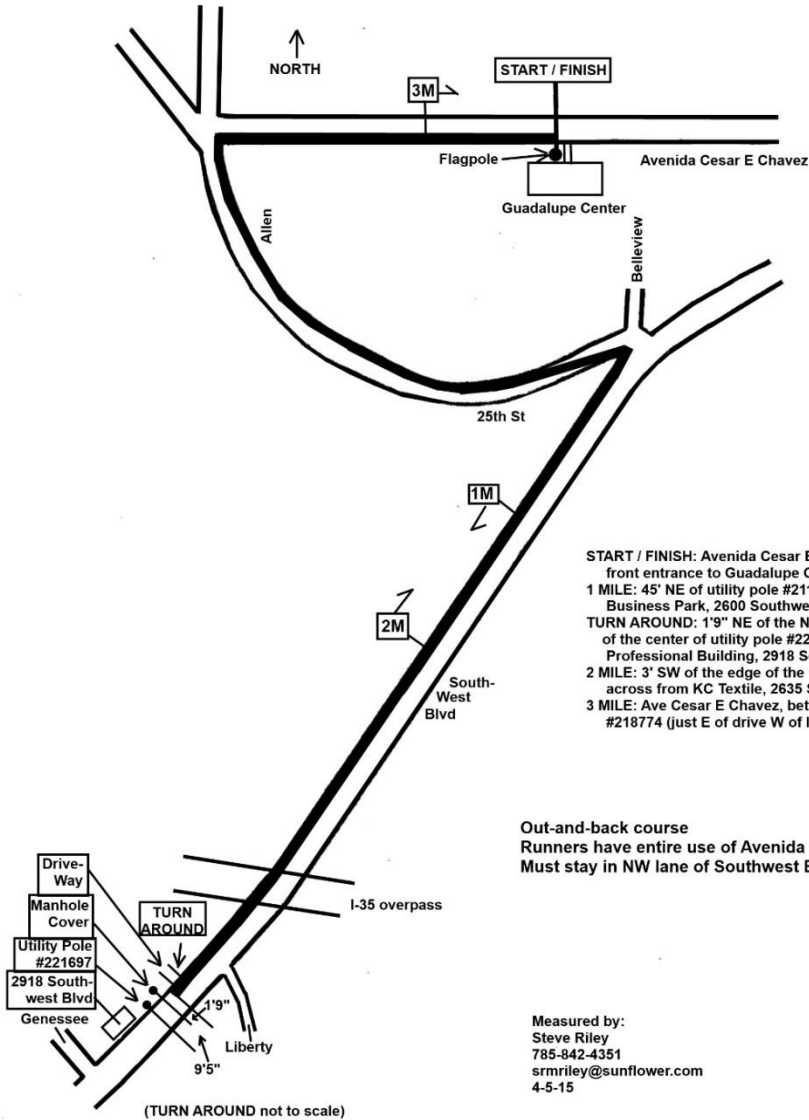 NORTH
START / FINISH
3M
Flagpole
Avenida Cesar E Chavez
Guadalupe Center
Allen
Belleview
25th St
1M
2M
South-
West
Blvd
START / FINISH: Avenida Cesar E
front entrance to Guadalupe
1 MILE: 45' NE of utility pole
Business Park, 2600
TURN AROUND: 1'9" NE of the
of the center of utility pole
Professional Building, 2918
2 MILE: 3' SW of the edge of the
across from KC Textile, 2635
3 MILE: Ave Cesar E Chavez,
#218774 (just E of drive W of
Out-and-back course
Runners have entire use of Avenida
Must stay in NW lane of Southwest
I-35 overpass
Drive-
Way
Manhole
Cover
TURN
AROUND
Utility Pole
#221697
2918 South-
west Blvd
Genessee
1'9"
9'5"
Liberty
Measured by:
Steve Riley
785-842-4351
srmriley@sunflower.com
4-5-15
(TURN AROUND not to scale)